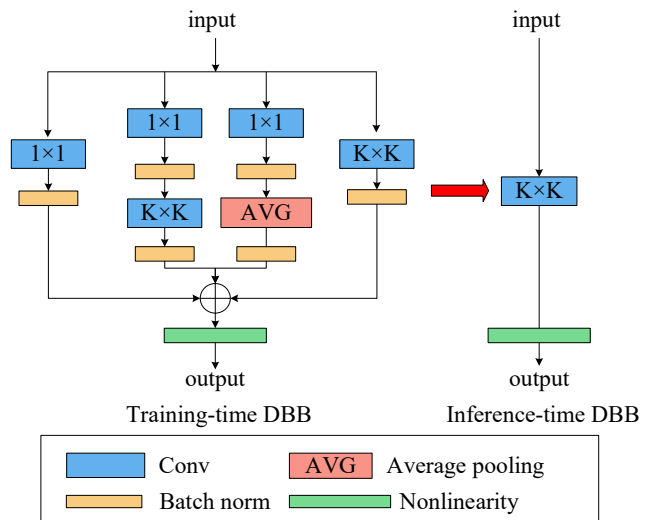 input
input
1×1
1×1
1×1
K×K
K×K
AVG
K×K
output
output
Training-time DBB
Inference-time DBB
Conv
AVG
Average pooling
Batch norm
Nonlinearity